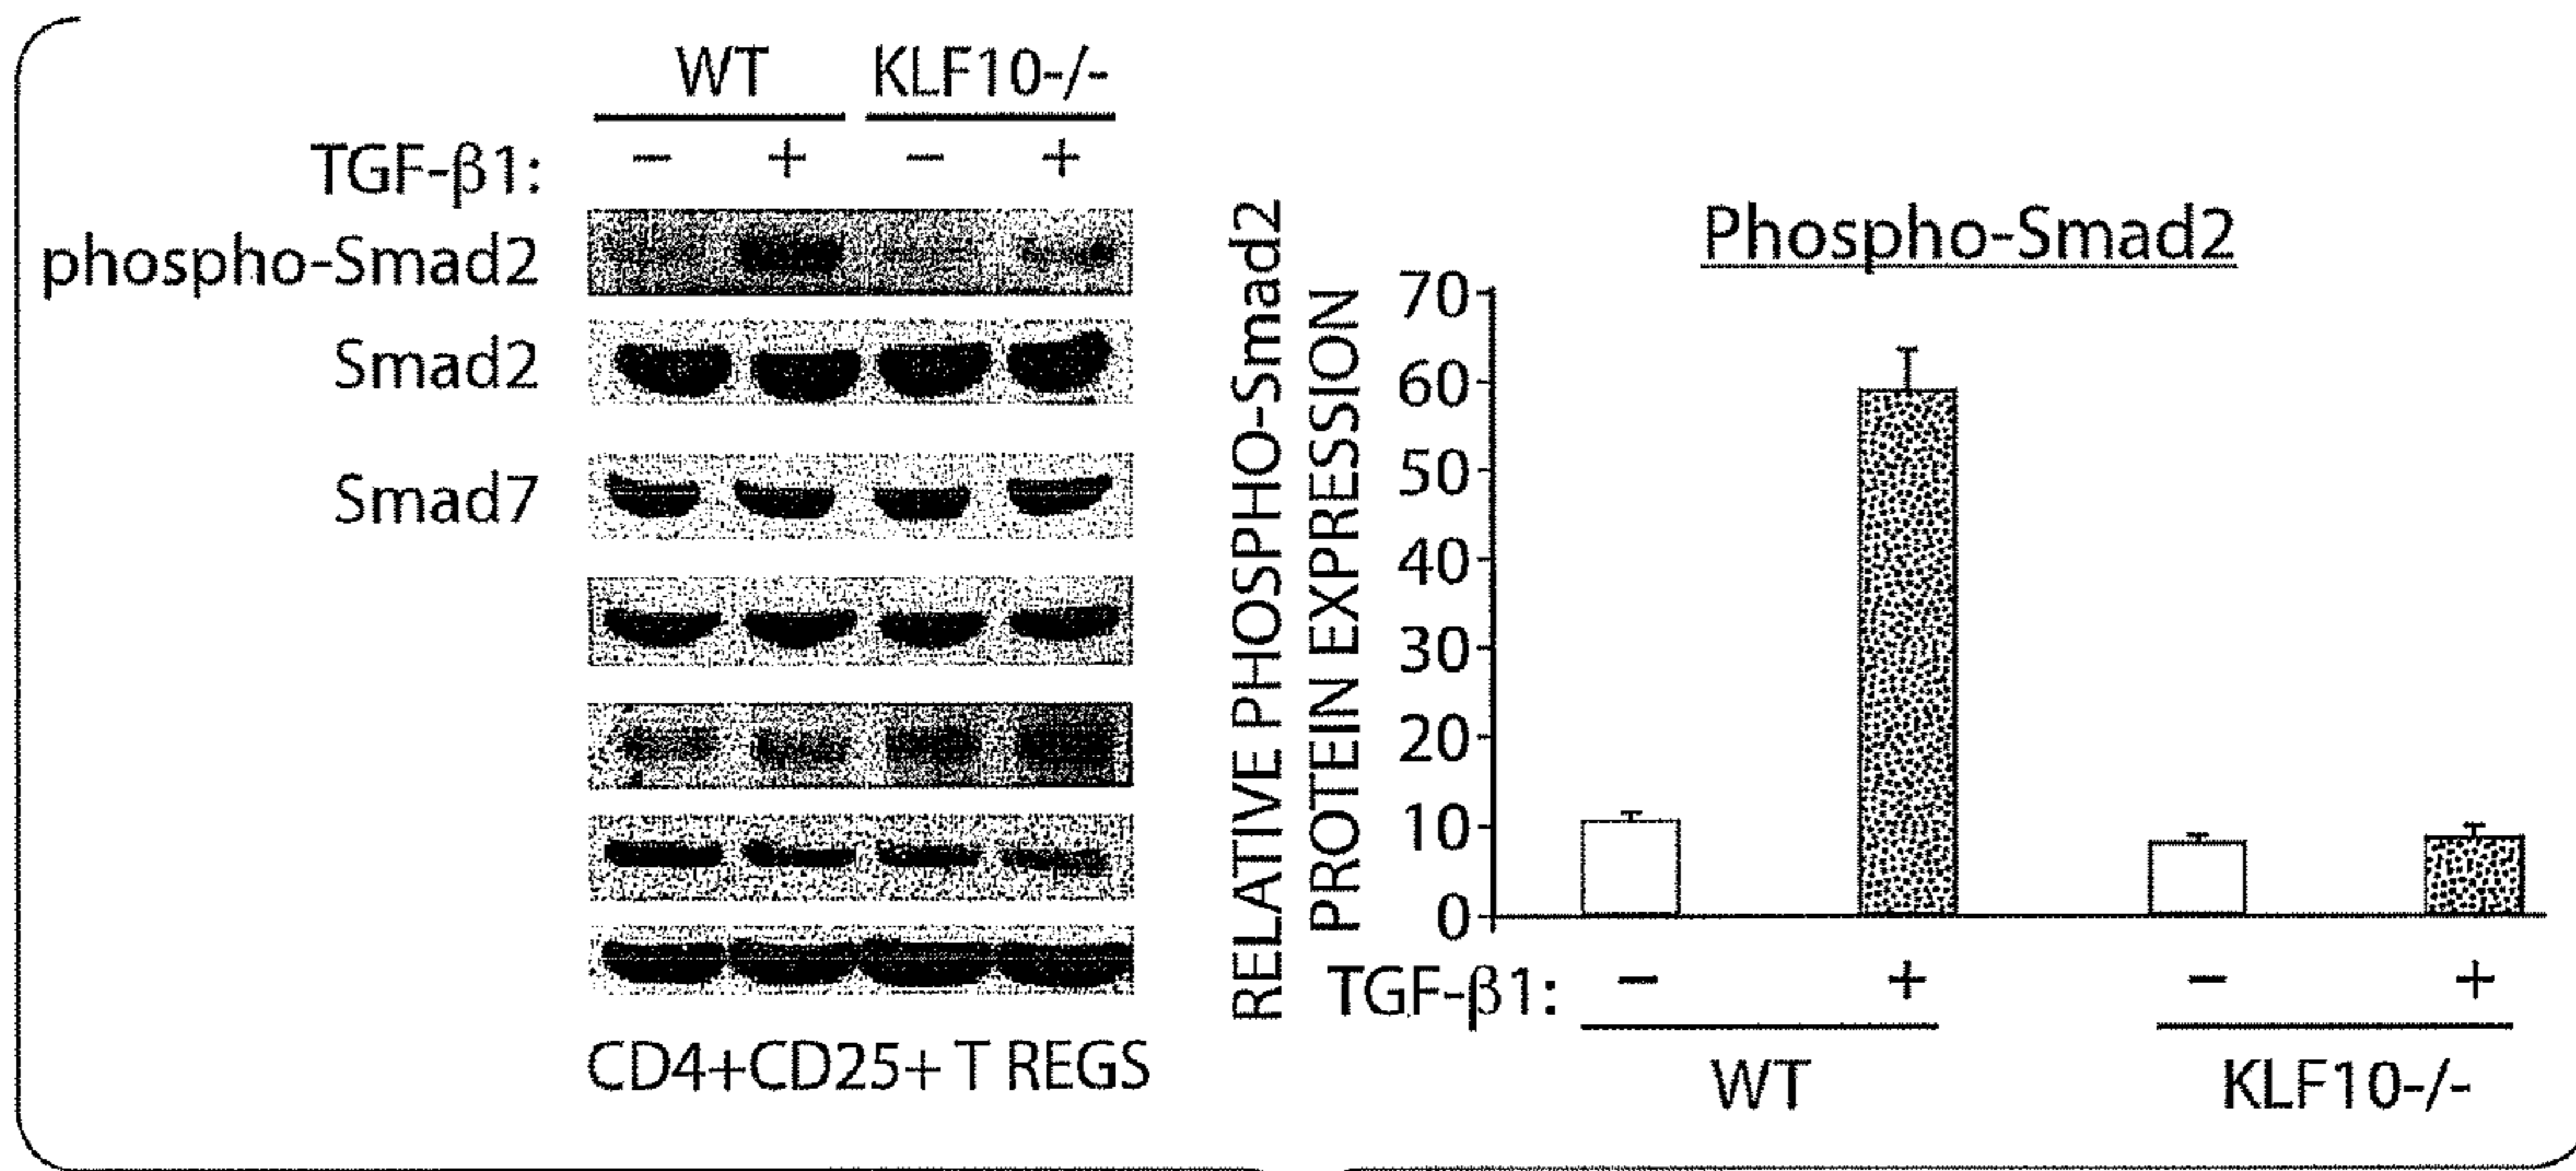 WT KLF10-/-
TGF-β1: − + − +
phospho-Smad2
Smad2
Smad7
CD4+CD25+ T REGS
RELATIVE PHOSPHO-Smad2
PROTEIN EXPRESSION
Phospho-Smad2
70
60
50
40
30
20
10
0
TGF-β1: − + − +
WT KLF10-/-